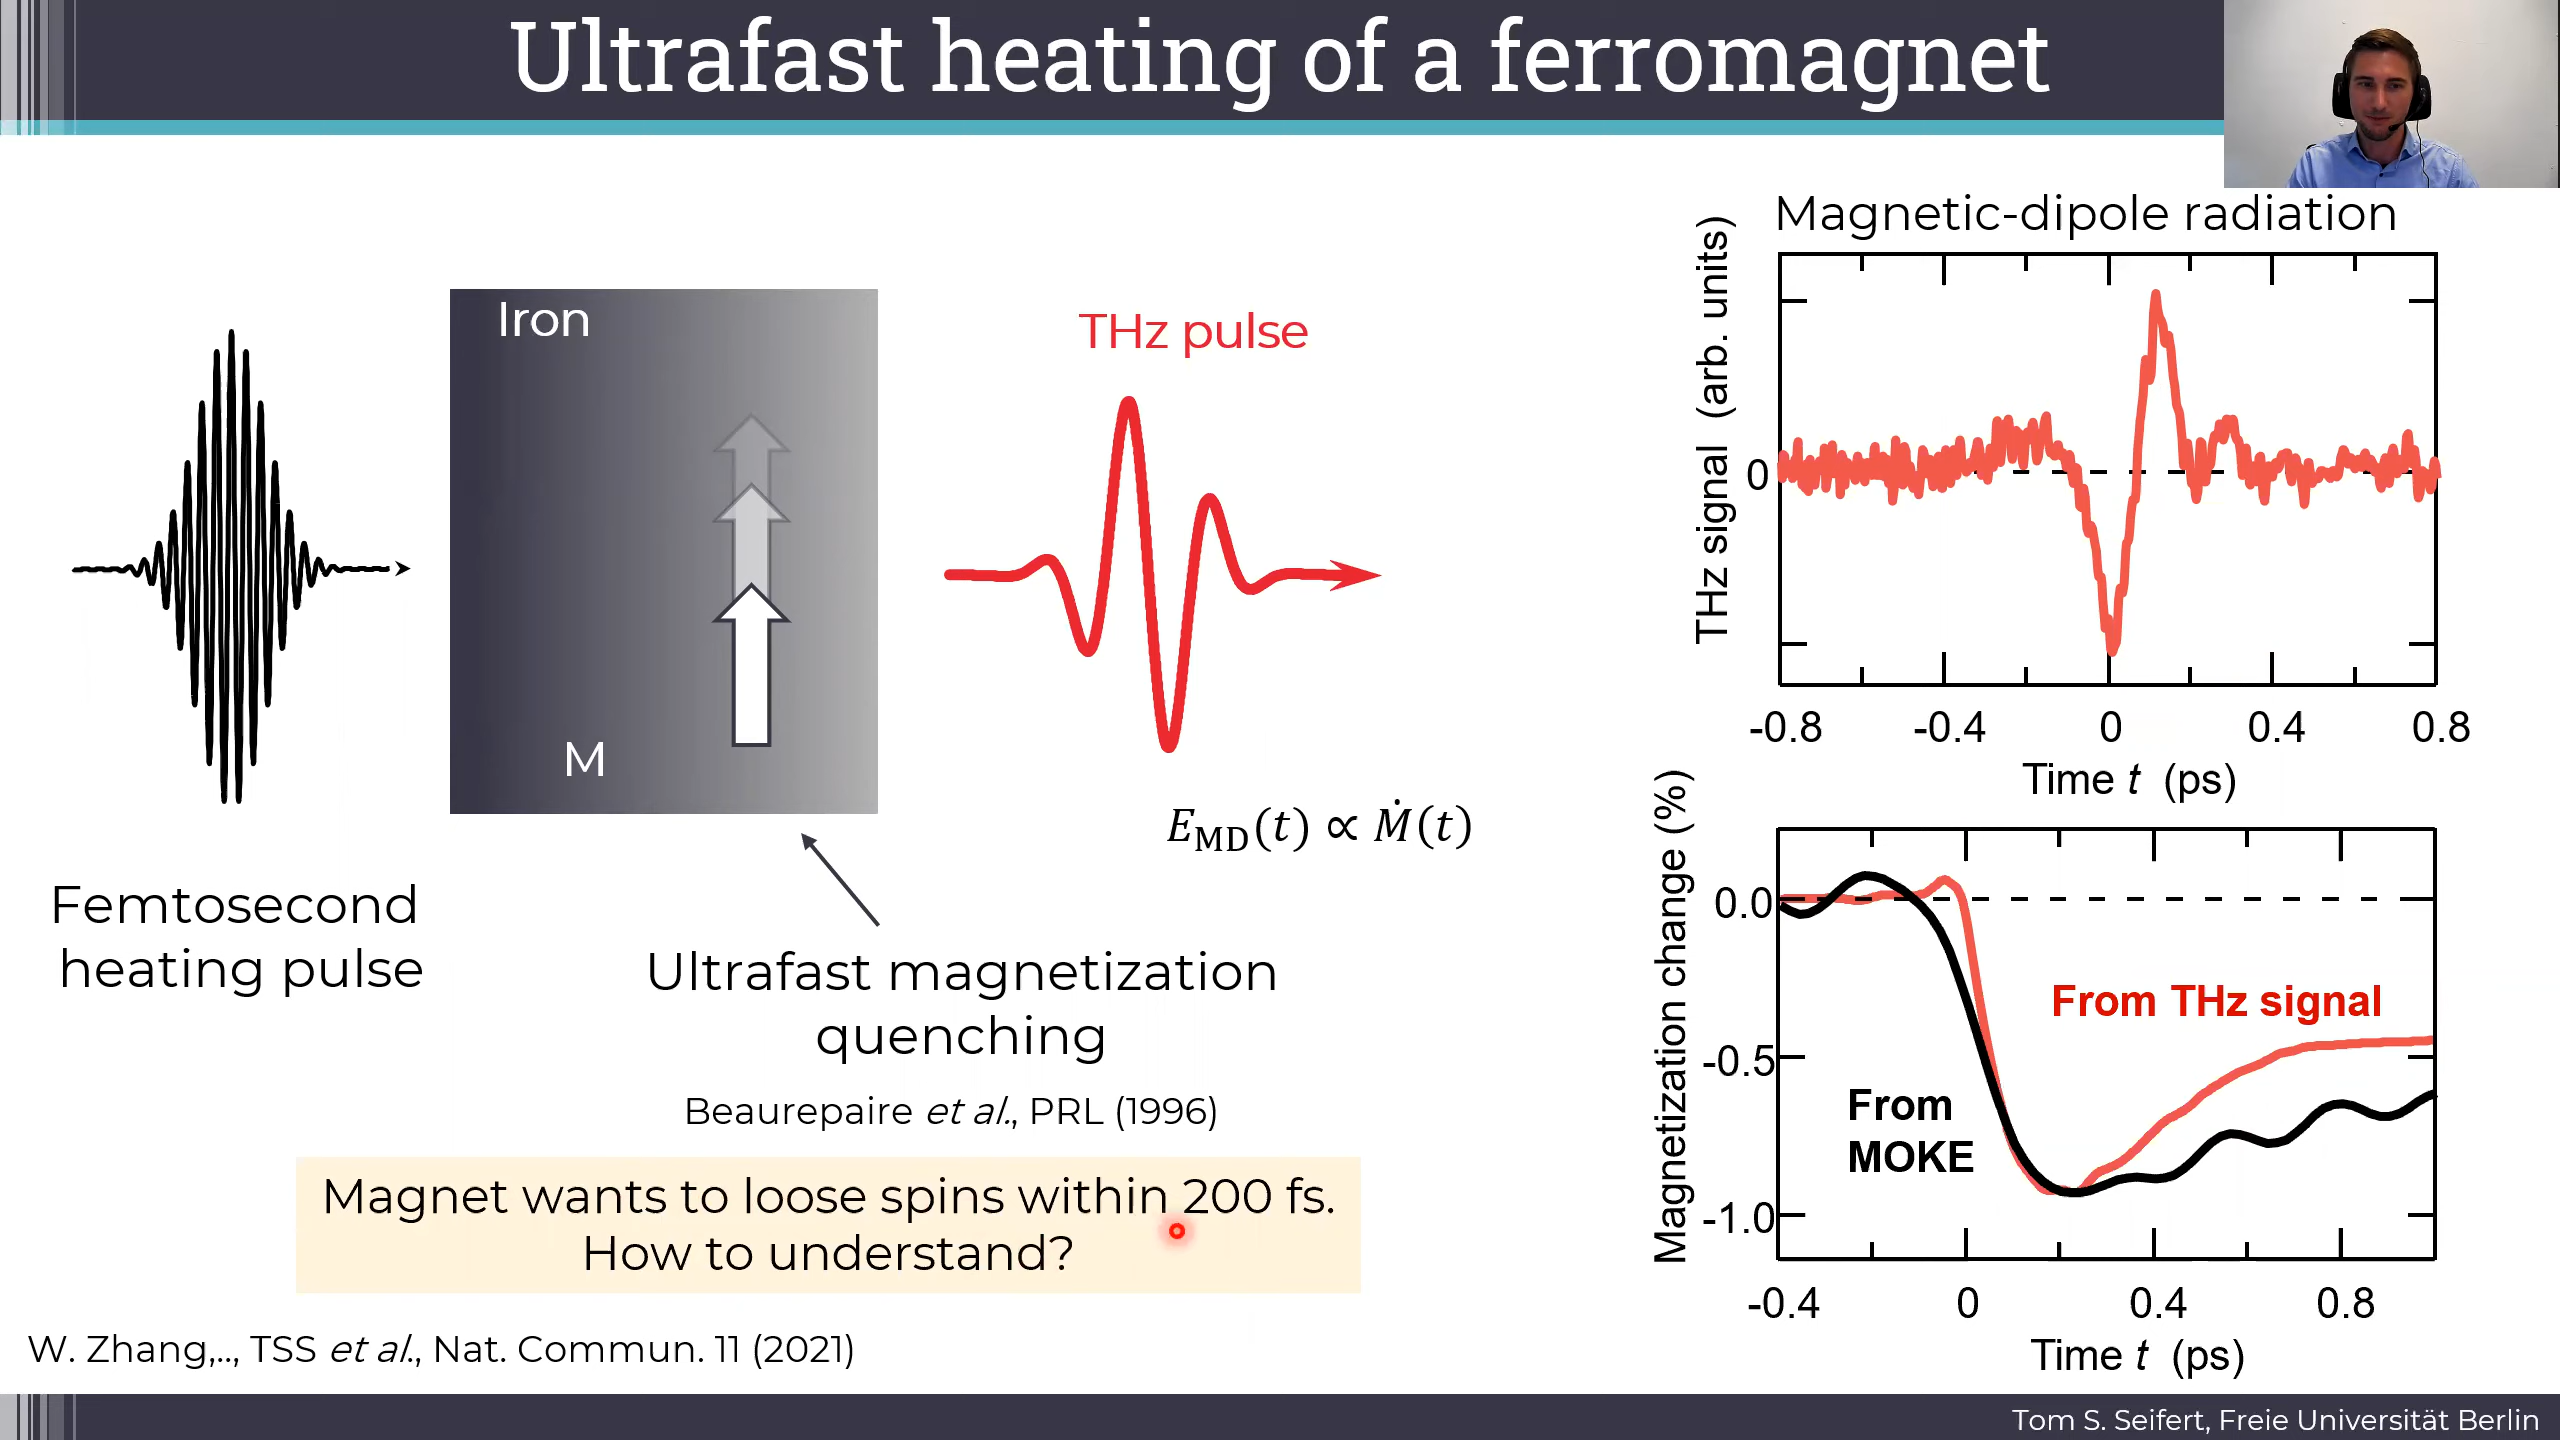 Ultrafast heating of a ferromagnet
Iron
M
Femtosecond
heating pulse
THz pulse
E_MD(t) ∝ Ṁ(t)
Ultrafast magnetization
quenching
Beaurepaire et al., PRL (1996)
Magnet wants to loose spins within 200 fs.
How to understand?
W. Zhang,.., TSS et al., Nat. Commun. 11 (2021)
Magnetic-dipole radiation
THz signal (arb. units)
0
-0.8 -0.4 0 0.4 0.8
Time t (ps)
Magnetization change (%)
0.0
-0.5
-1.0
From THz signal
From
MOKE
-0.4 0 0.4 0.8
Time t (ps)
Tom S. Seifert, Freie Universität Berlin